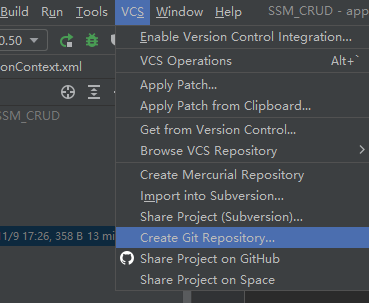 Run Tools VCS Window Help SSM_CRUD - app
0.50
Enable Version Control Integration...
onContext.xml
VCS Operations Alt+`
Apply Patch...
SSM_CRUD
Apply Patch from Clipboard...
Get from Version Control...
Browse VCS Repository
Create Mercurial Repository
Import into Subversion...
Share Project (Subversion)...
11/9 17:26, 358 B 13 mi
Create Git Repository...
Share Project on GitHub
Share Project on Space